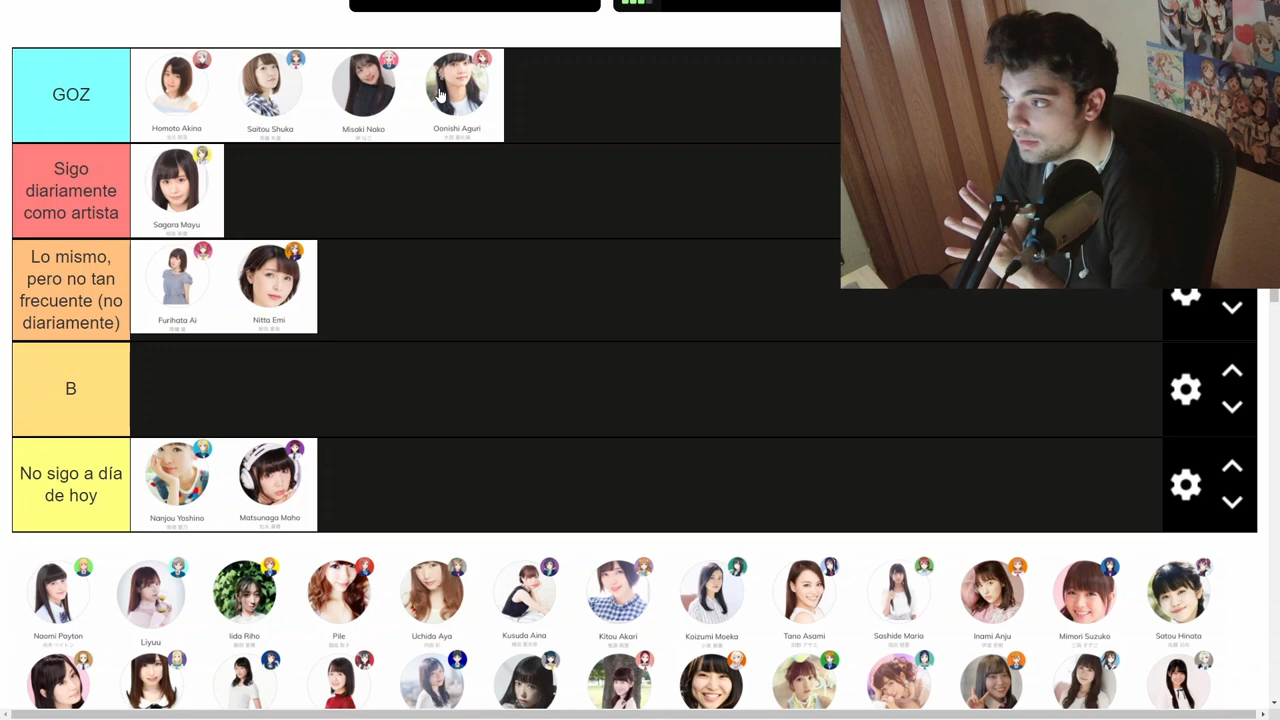 GOZ
Homoto Akina
Saitou Shuka
Misaki Nako
Oonishi Aguri
Sigo
diariamente
como artista
Sagara Mayu
Lo mismo,
pero no tan
frecuente (no
diariamente)
Furihata Ai
Nitta Emi
B
No sigo a día
de hoy
Nanjou Yoshino
Matsunaga Maho
Naomi Payton
Liyuu
Iida Riho
Pile
Uchida Aya
Kusuda Aina
Kitou Akari
Koizumi Moeka
Tano Asami
Sashide Maria
Inami Anju
Mimori Suzuko
Satou Hinata